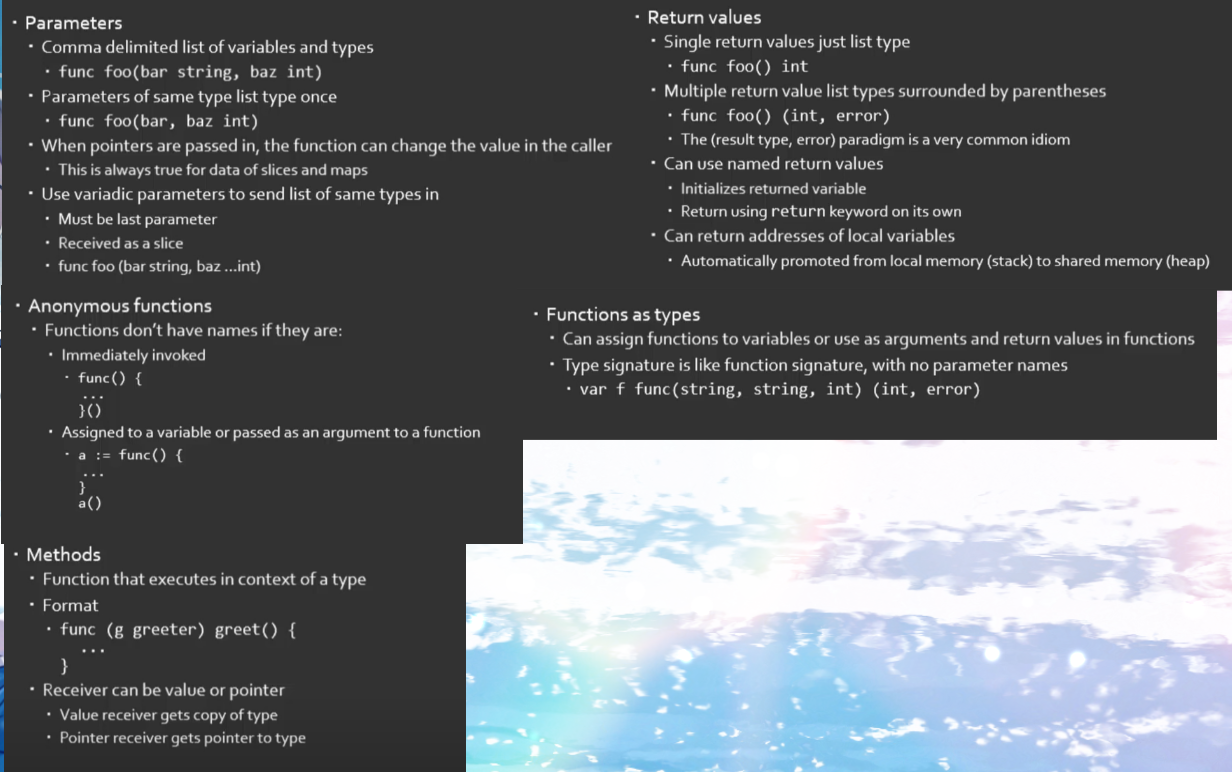 Parameters
Comma delimited list of variables and types
func foo(bar string, baz int)
Parameters of same type list type once
func foo(bar, baz int)
When pointers are passed in, the function can change the value in the caller
This is always true for data of slices and maps
Use variadic parameters to send list of same types in
Must be last parameter
Received as a slice
func foo (bar string, baz ...int)
Return values
Single return values just list type
func foo() int
Multiple return value list types surrounded by parentheses
func foo() (int, error)
The (result type, error) paradigm is a very common idiom
Can use named return values
Initializes returned variable
Return using return keyword on its own
Can return addresses of local variables
Automatically promoted from local memory (stack) to shared memory (heap)
Anonymous functions
Functions don't have names if they are:
Immediately invoked
func() {
...
}()
Assigned to a variable or passed as an argument to a function
a := func() {
...
}
a()
Functions as types
Can assign functions to variables or use as arguments and return values in functions
Type signature is like function signature, with no parameter names
var f func(string, string, int) (int, error)
Methods
Function that executes in context of a type
Format
func (g greeter) greet() {
...
}
Receiver can be value or pointer
Value receiver gets copy of type
Pointer receiver gets pointer to type